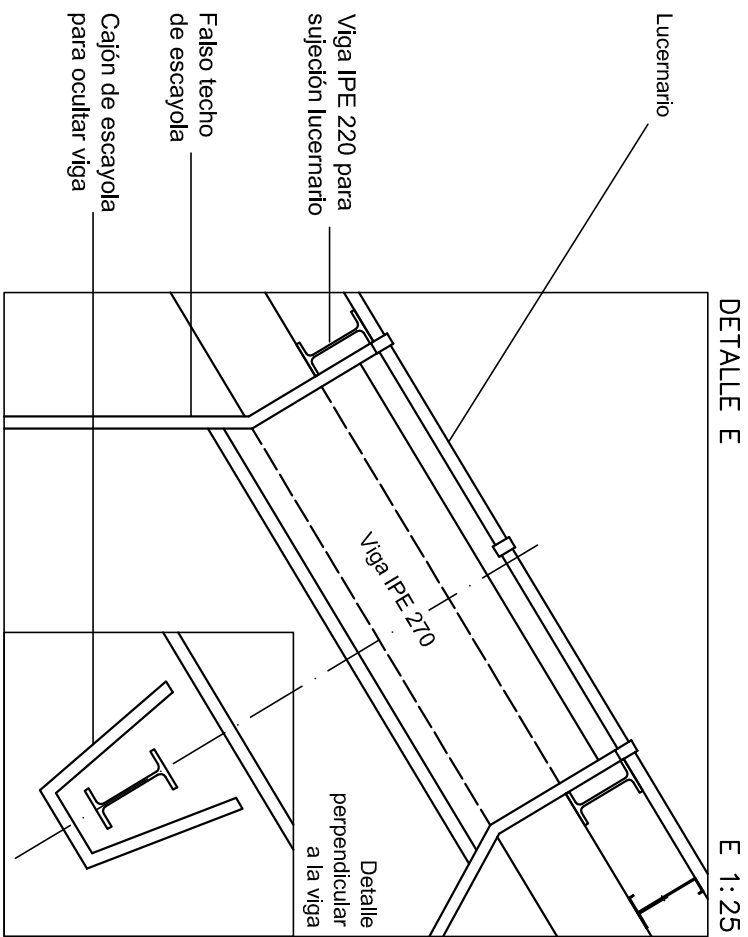 DETALLE E
E 1:25
Lucernario
Viga IPE 220 para
sujeción lucernario
Falso techo
de escayola
Cajón de escayola
para ocultar viga
Viga IPE 270
Detalle
perpendicular
a la viga